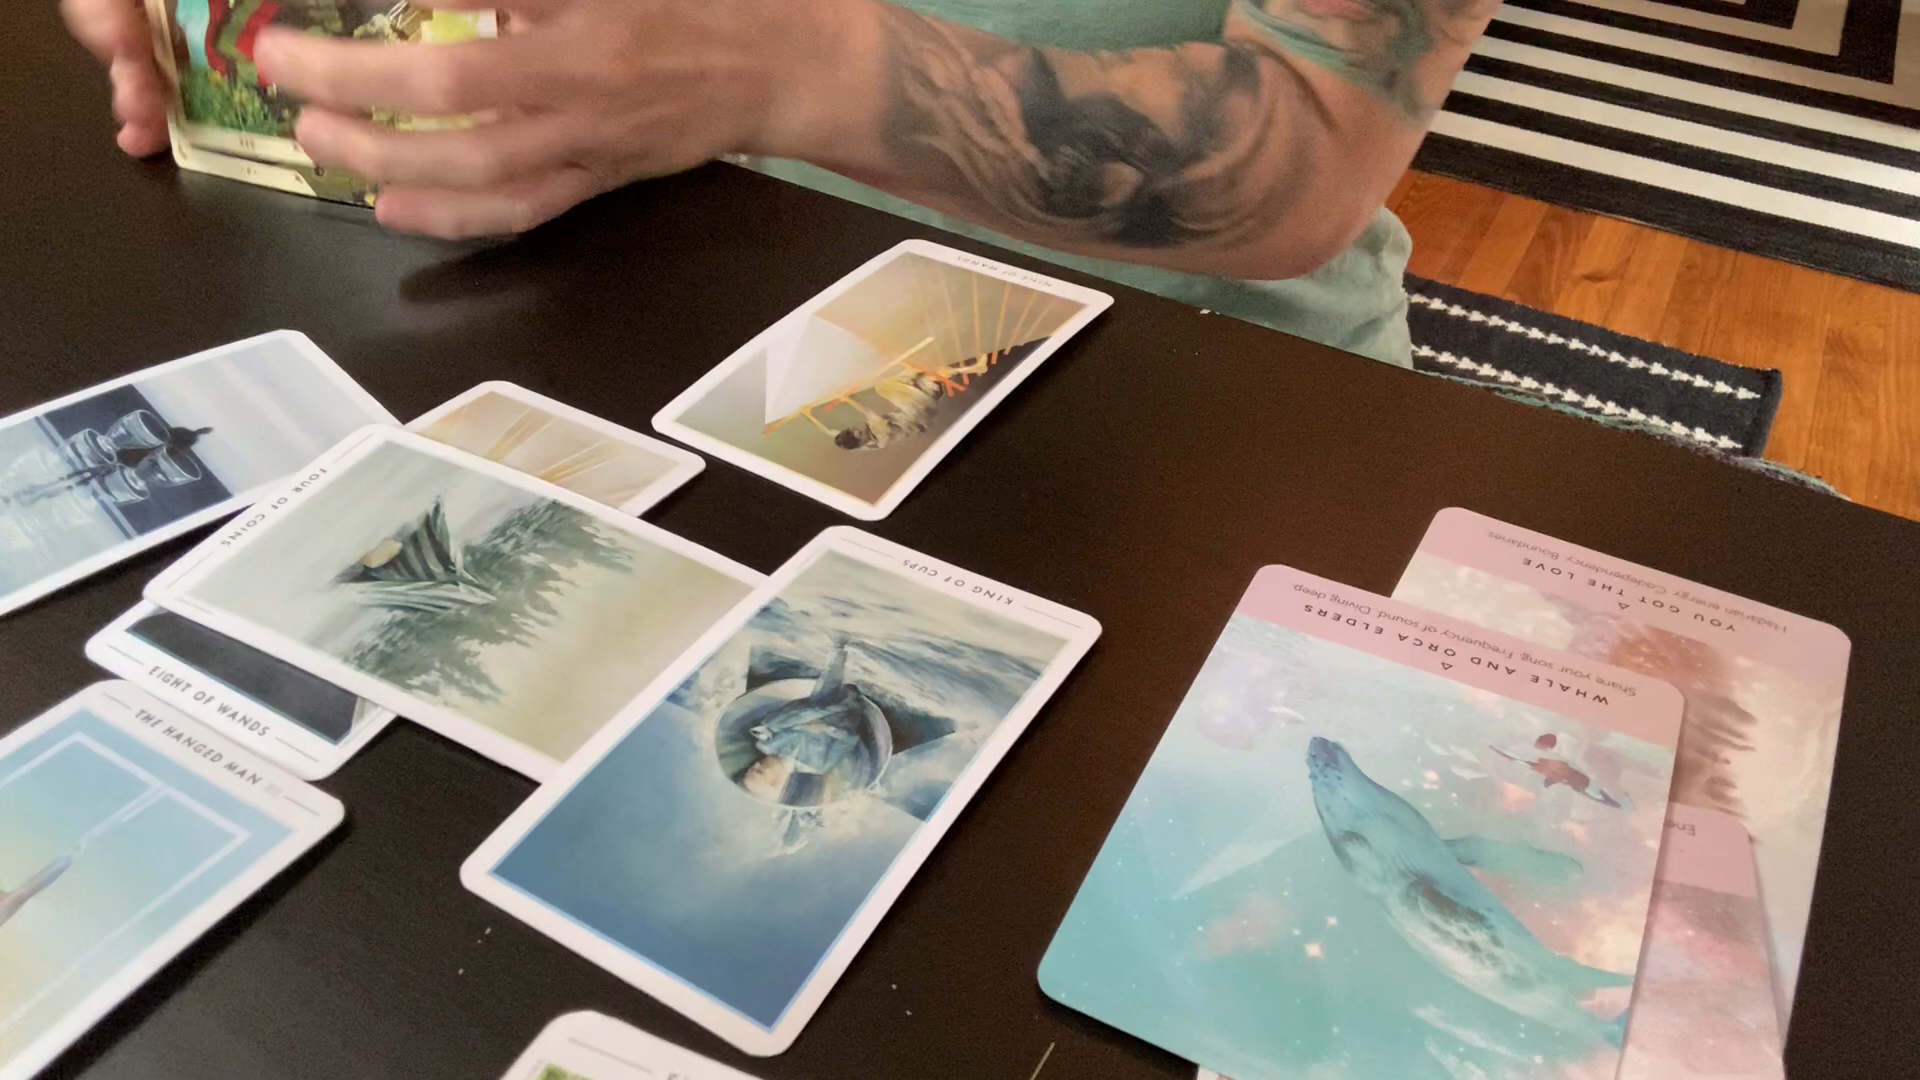 NINE OF WANDS
FOUR OF COINS
KING OF CUPS
EIGHT OF WANDS
THE HANGED MAN
YOU GOT THE LOVE
Hadarian energy. Codependency. Boundaries
WHALE AND ORCA ELDERS
Share your song. Frequency of sound. Diving deep